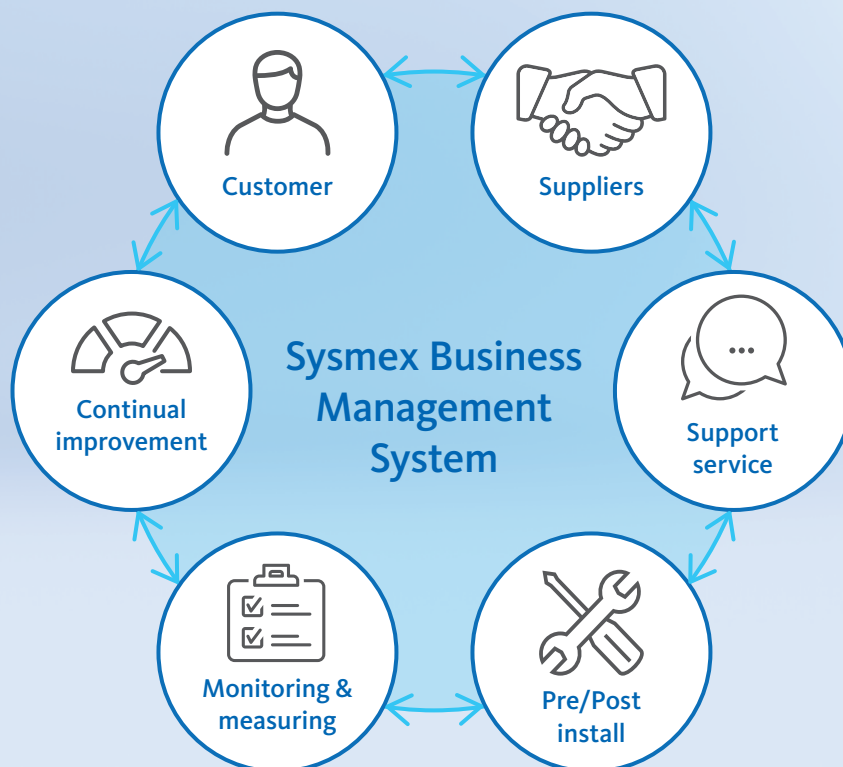 Customer
Suppliers
Sysmex Business
Management
System
Continual
improvement
Support
service
Monitoring &
measuring
Pre/Post
install